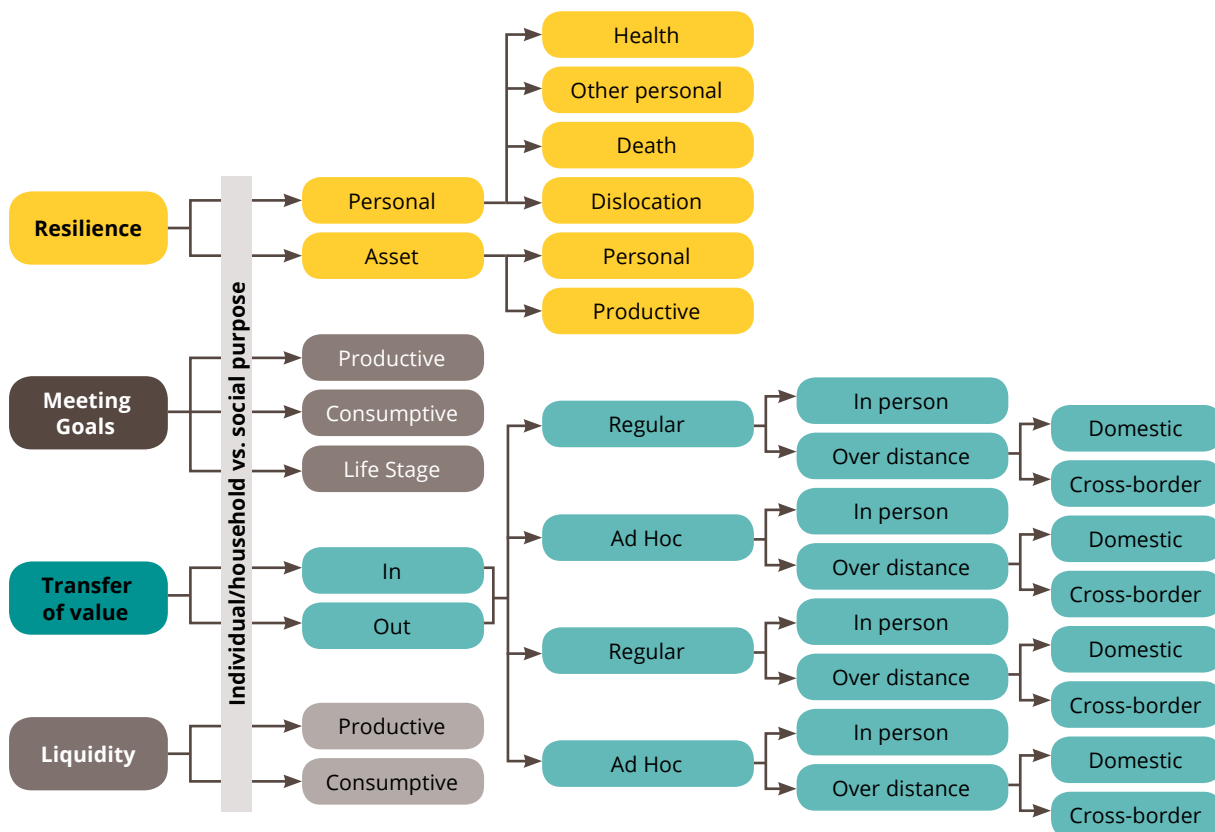 Resilience
Meeting
Goals
Transfer
of value
Liquidity
Individual/household vs. social purpose
Personal
Asset
Productive
Consumptive
Life Stage
In
Out
Productive
Consumptive
Health
Other personal
Death
Dislocation
Personal
Productive
Regular
Ad Hoc
Regular
Ad Hoc
In person
Over distance
In person
Over distance
In person
Over distance
In person
Over distance
Domestic
Cross-border
Domestic
Cross-border
Domestic
Cross-border
Domestic
Cross-border